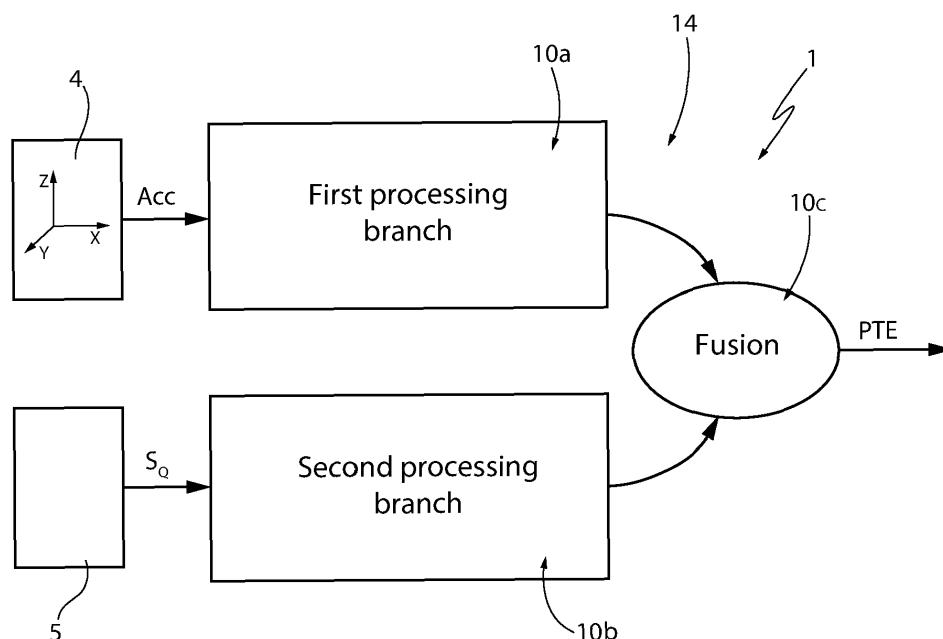 14
1
10a
4
Z
X
Y
Acc
First processing
branch
10c
Fusion
PTE
S_Q
Second processing
branch
5
10b